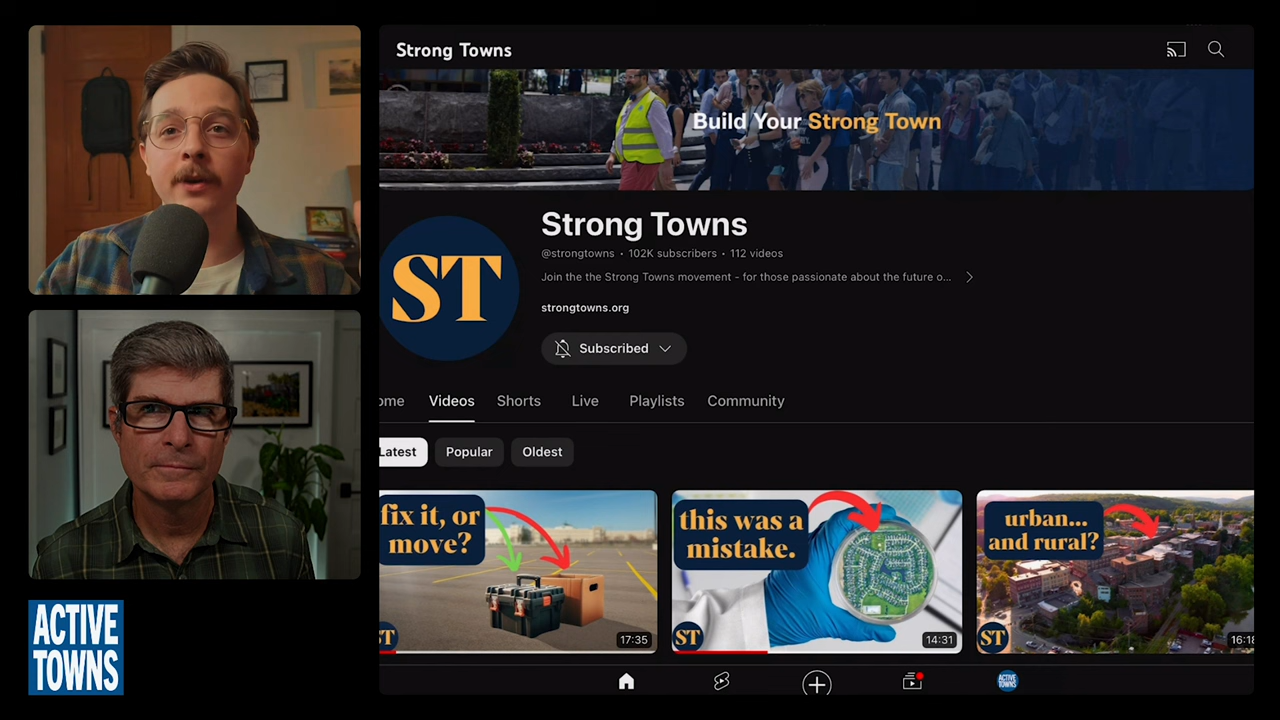 Strong Towns
Build Your Strong Town
ST
Strong Towns
@strongtowns • 102K subscribers • 112 videos
Join the the Strong Towns movement - for those passionate about the future o...
strongtowns.org
Subscribed
ome Videos Shorts Live Playlists Community
Latest Popular Oldest
fix it, or
move?
ST
17:35
this was a
mistake.
ST
14:31
urban...
and rural?
ST
16:18
ACTIVE
TOWNS
ACTIVE
TOWNS